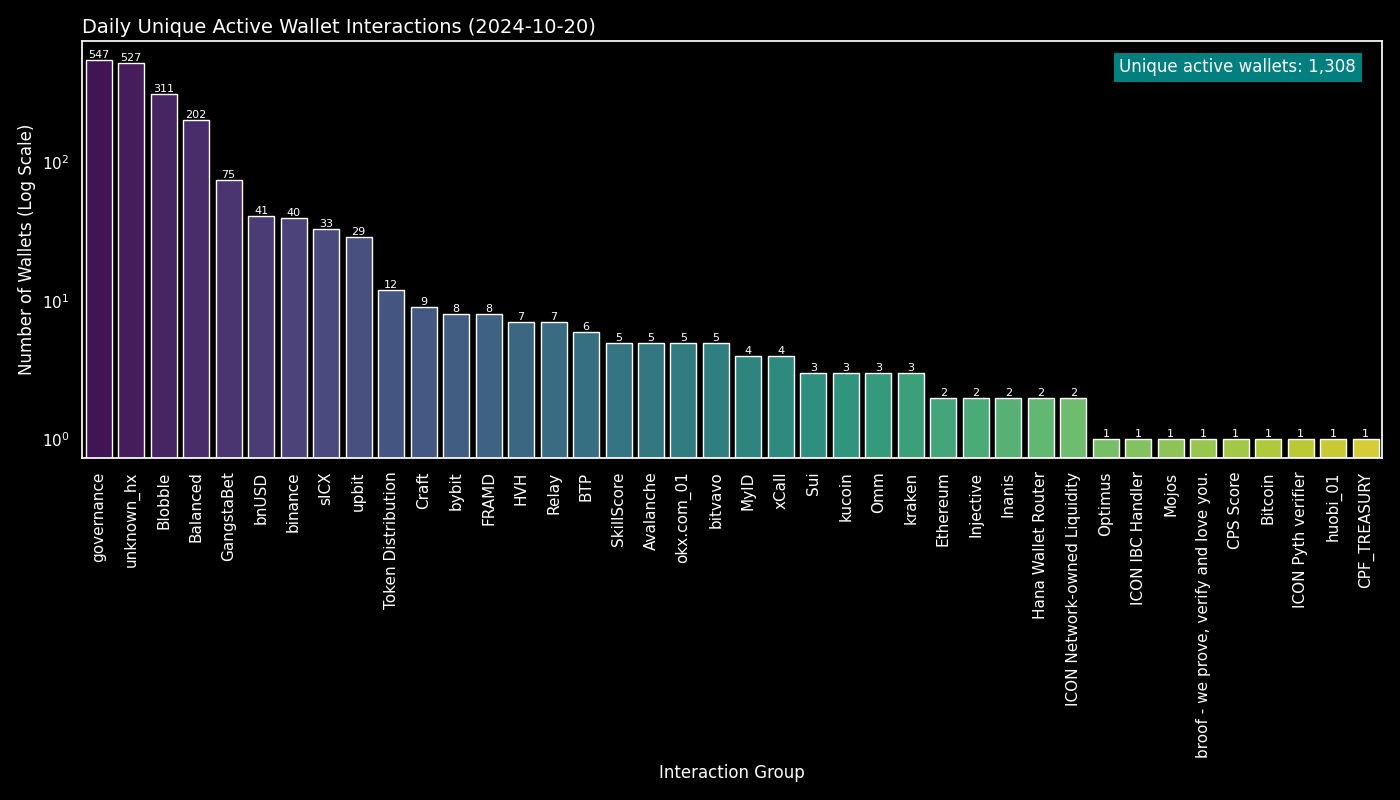 Daily Unique Active Wallet Interactions (2024-10-20)
Unique active wallets: 1,308
Number of Wallets (Log Scale)
10²
10¹
10⁰
547
527
311
202
75
41
40
33
29
12
9
8
8
7
7
6
5
5
5
5
4
4
3
3
3
3
2
2
2
2
2
1
1
1
1
1
1
1
1
1
governance
unknown_hx
Blobble
Balanced
GangstaBet
bnUSD
binance
sICX
upbit
Token Distribution
Craft
bybit
FRAMD
HVH
Relay
BTP
SkillScore
Avalanche
okx.com_01
bitvavo
MyID
xCall
Sui
kucoin
Omm
kraken
Ethereum
Injective
Inanis
Hana Wallet Router
ICON Network-owned Liquidity
Optimus
ICON IBC Handler
Mojos
broof - we prove, verify and love you.
CPS Score
Bitcoin
ICON Pyth verifier
huobi_01
CPF_TREASURY
Interaction Group